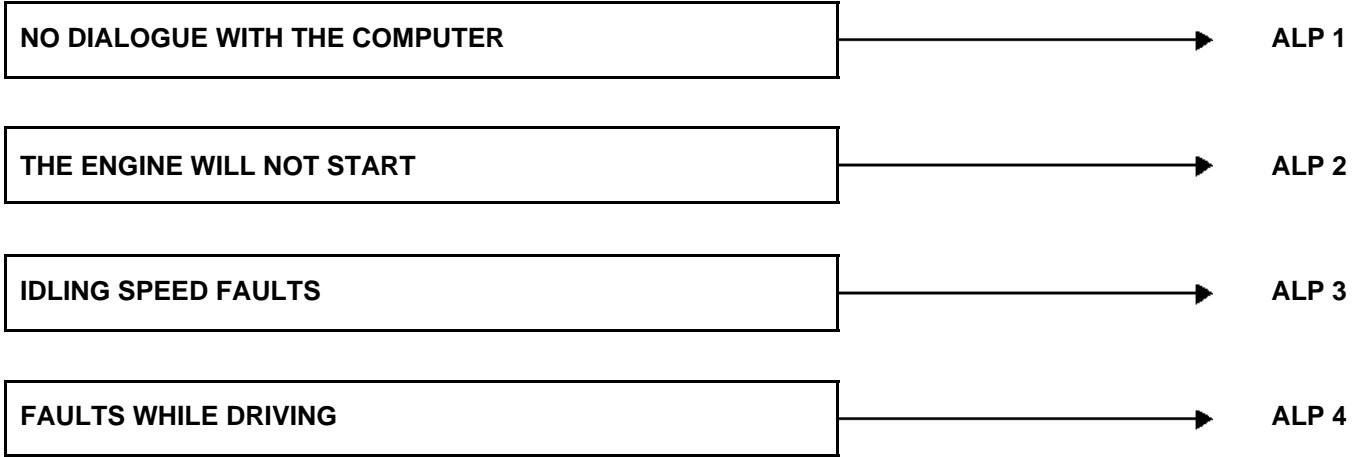 NO DIALOGUE WITH THE COMPUTER ALP 1
THE ENGINE WILL NOT START ALP 2
IDLING SPEED FAULTS ALP 3
FAULTS WHILE DRIVING ALP 4